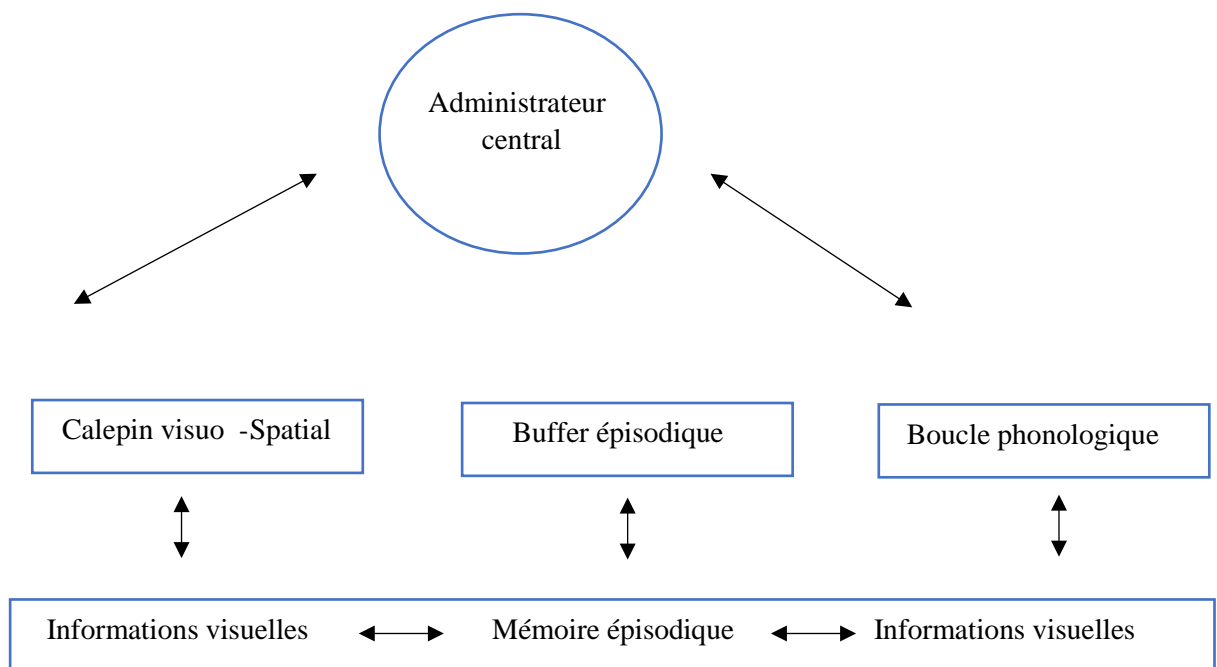 Administrateur
central
Calepin visuo -Spatial
Buffer épisodique
Boucle phonologique
Informations visuelles
Mémoire épisodique
Informations visuelles